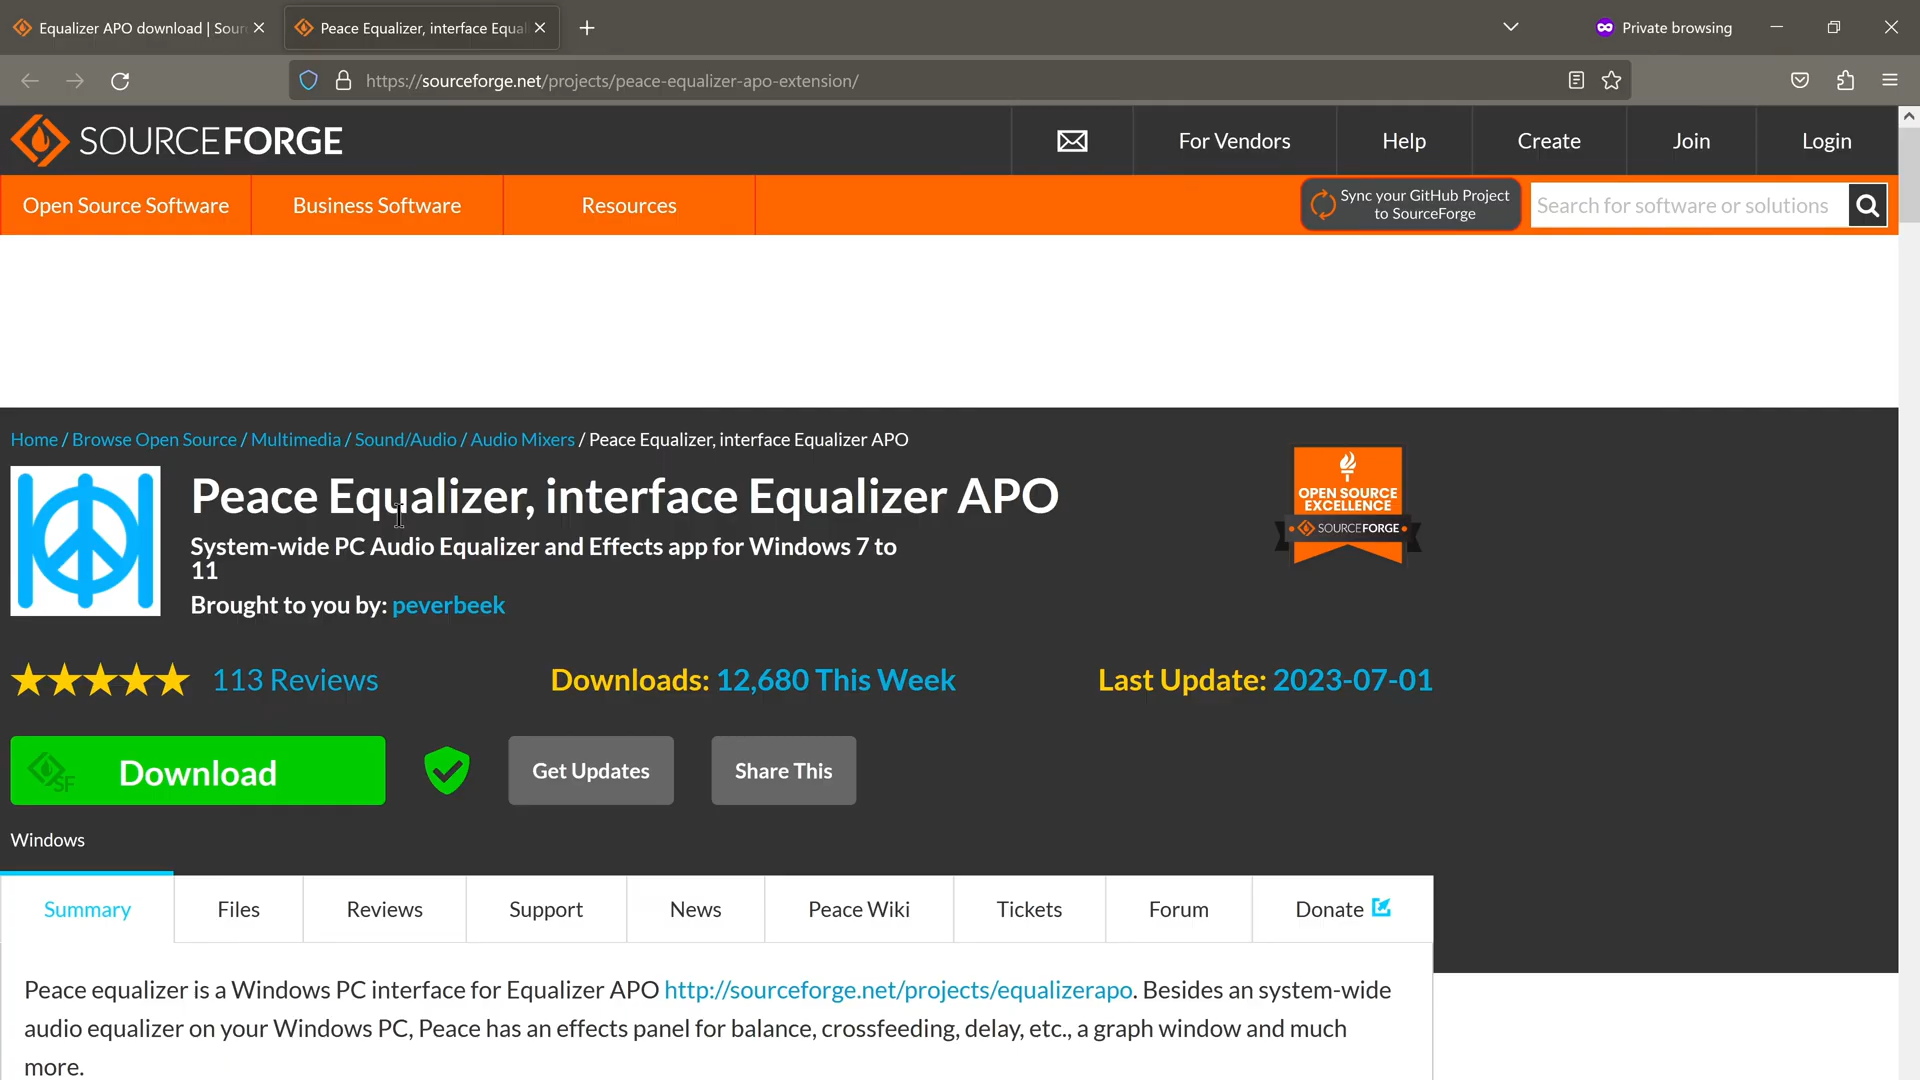 Equalizer APO download | Sour
Peace Equalizer, interface Equal
Private browsing
https://sourceforge.net/projects/peace-equalizer-apo-extension/
SOURCEFORGE
For Vendors
Help
Create
Join
Login
Open Source Software
Business Software
Resources
Sync your GitHub Project
to SourceForge
Search for software or solutions
Home / Browse Open Source / Multimedia / Sound/Audio / Audio Mixers / Peace Equalizer, interface Equalizer APO
Peace Equalizer, interface Equalizer APO
System-wide PC Audio Equalizer and Effects app for Windows 7 to
11
Brought to you by: peverbeek
OPEN SOURCE
EXCELLENCE
SOURCEFORGE
113 Reviews
Downloads: 12,680 This Week
Last Update: 2023-07-01
SF
Download
Get Updates
Share This
Windows
Summary
Files
Reviews
Support
News
Peace Wiki
Tickets
Forum
Donate
Peace equalizer is a Windows PC interface for Equalizer APO http://sourceforge.net/projects/equalizerapo. Besides an system-wide
audio equalizer on your Windows PC, Peace has an effects panel for balance, crossfeeding, delay, etc., a graph window and much
more.